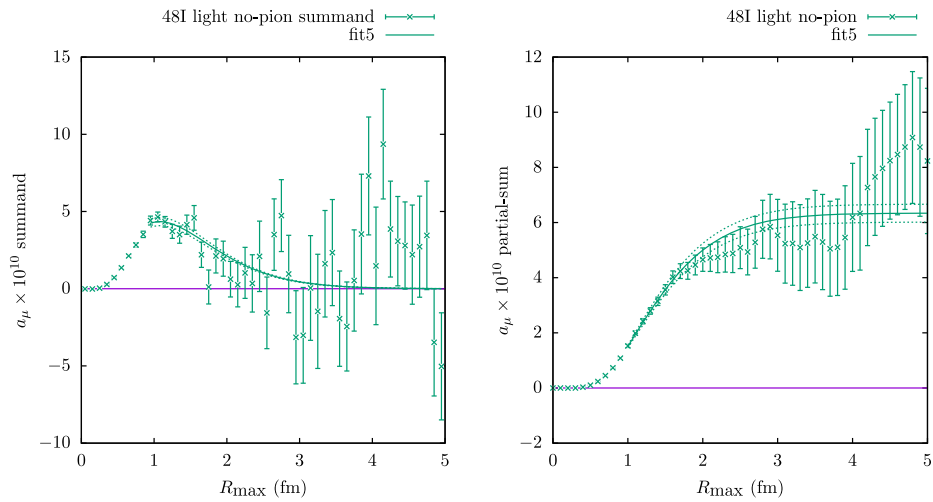 48I light no-pion summand
fit5
15
10
5
0
−5
−10
0 1 2 3 4 5
a_μ × 10^10 summand
R_max (fm)
48I light no-pion
fit5
12
10
8
6
4
2
0
−2
0 1 2 3 4 5
a_μ × 10^10 partial-sum
R_max (fm)